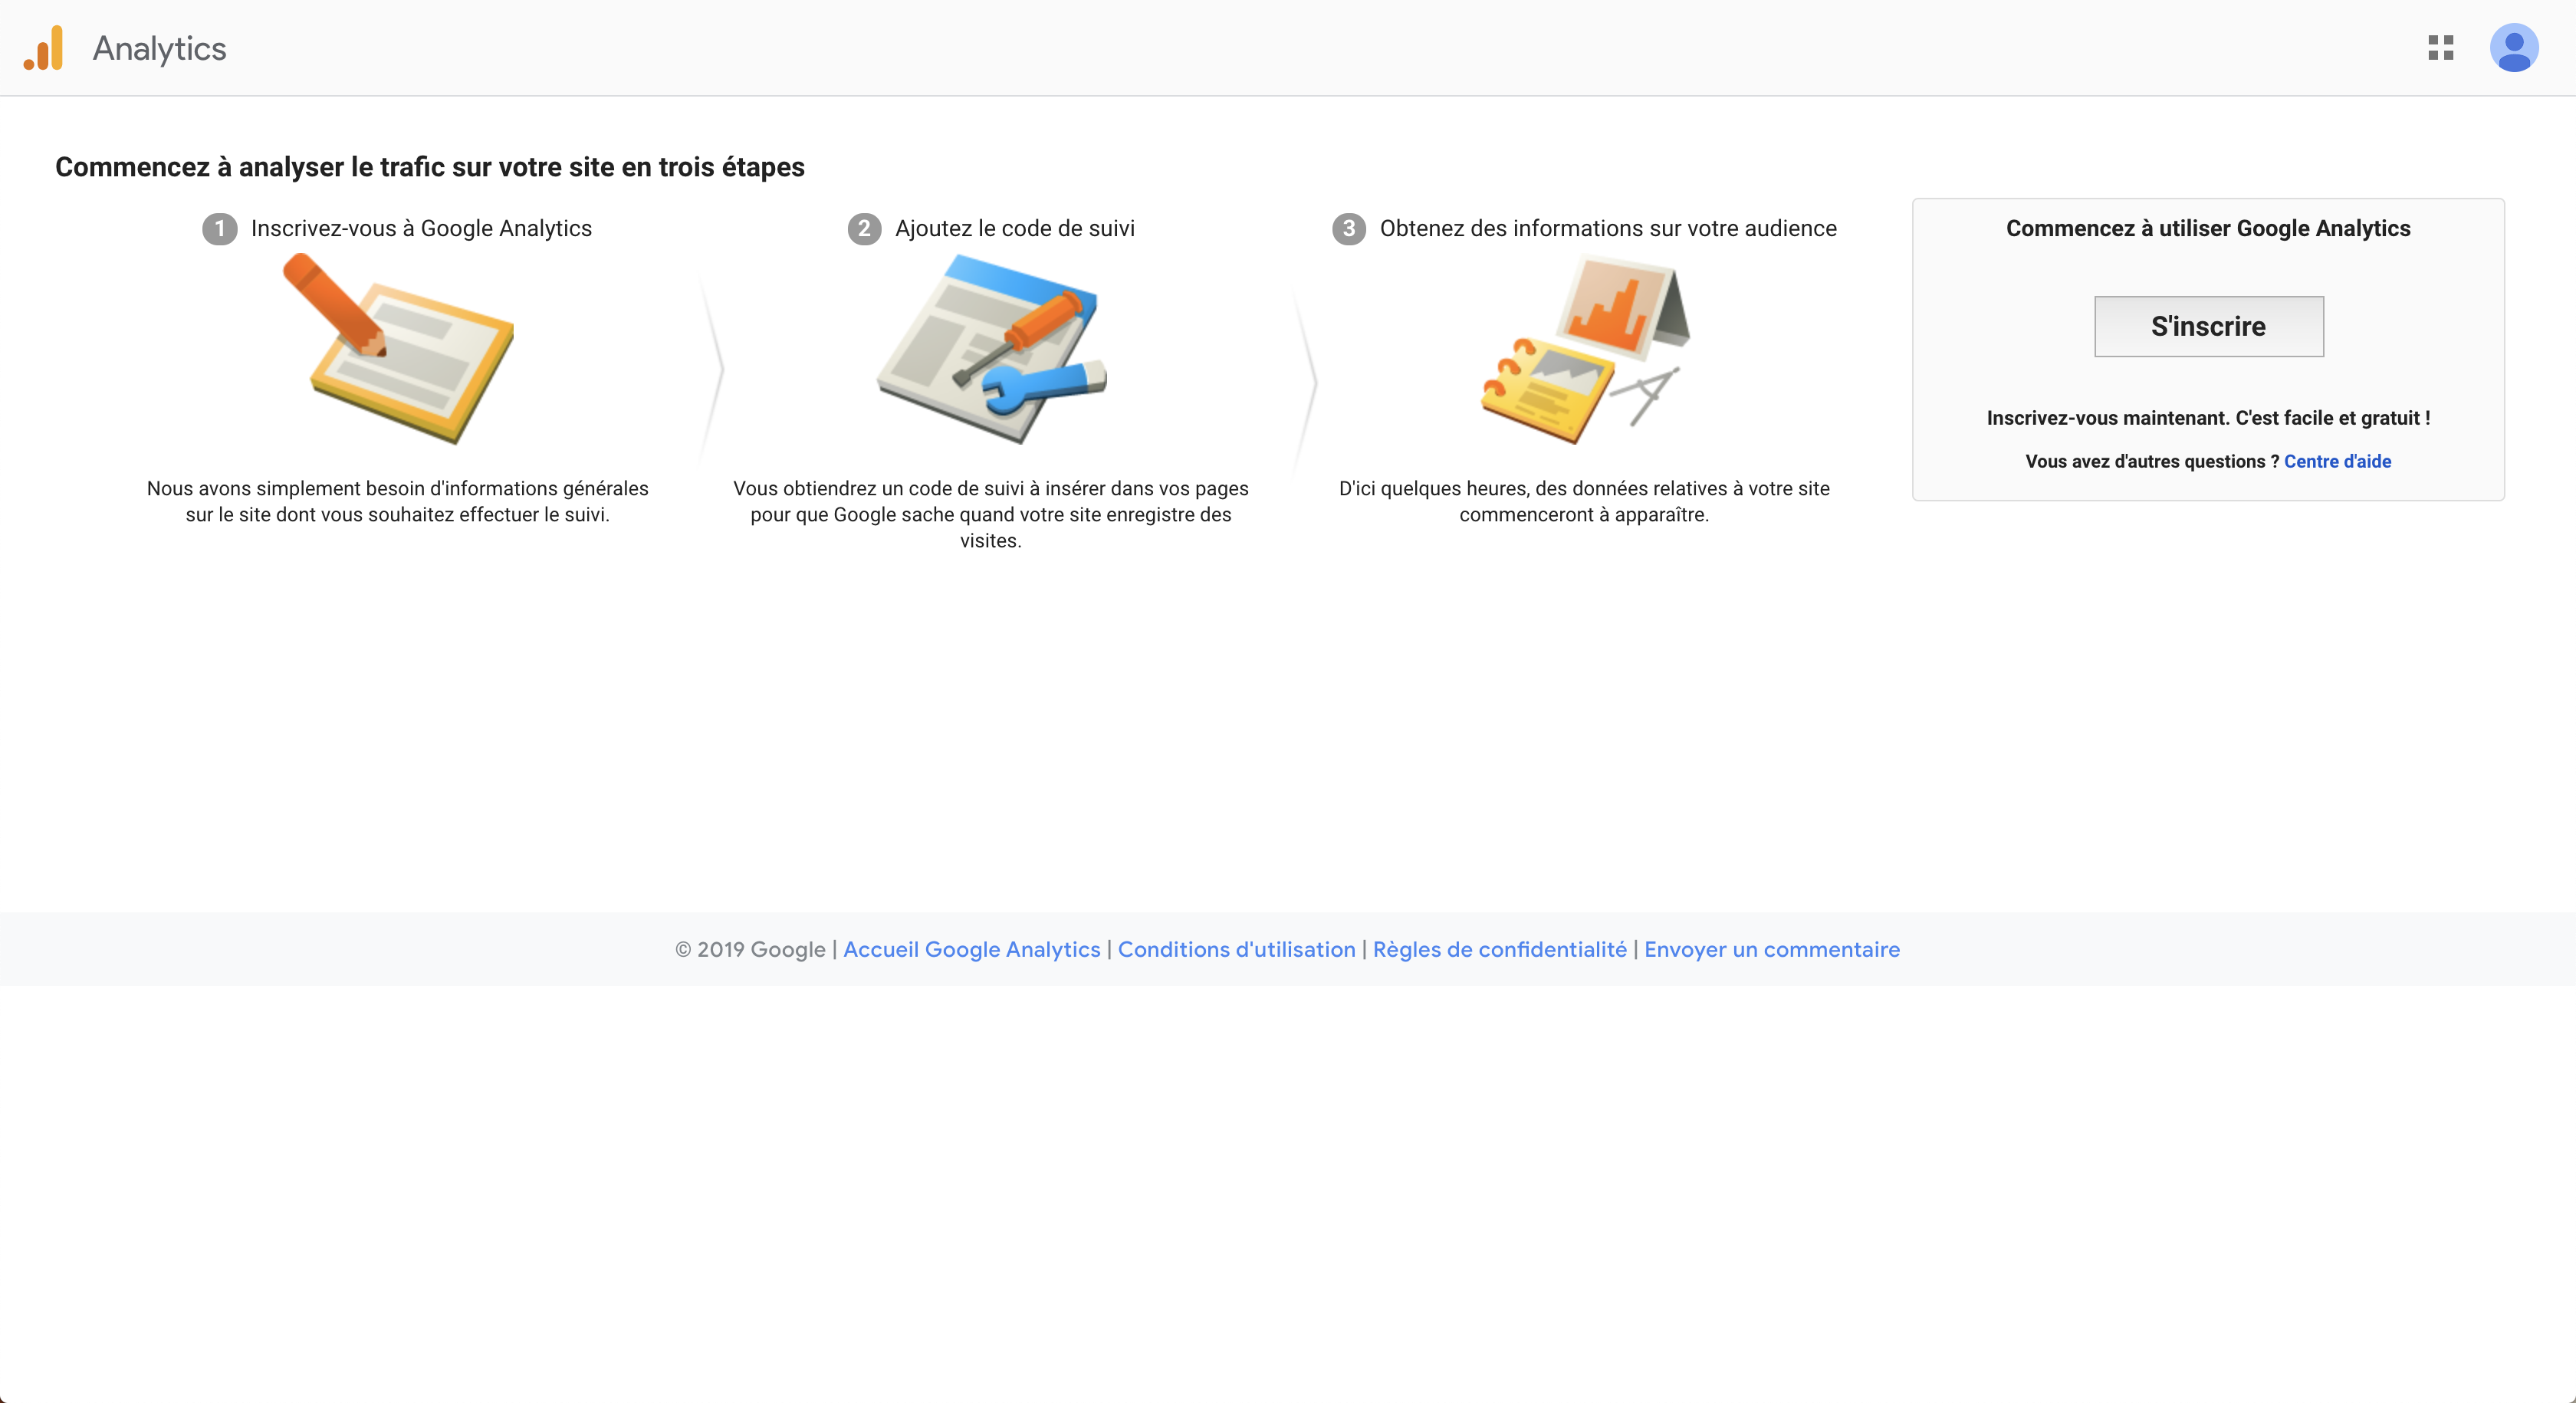 Analytics
Commencez à analyser le trafic sur votre site en trois étapes
1 Inscrivez-vous à Google Analytics
Nous avons simplement besoin d'informations générales
sur le site dont vous souhaitez effectuer le suivi.
2 Ajoutez le code de suivi
Vous obtiendrez un code de suivi à insérer dans vos pages
pour que Google sache quand votre site enregistre des
visites.
3 Obtenez des informations sur votre audience
D'ici quelques heures, des données relatives à votre site
commenceront à apparaître.
Commencez à utiliser Google Analytics
S'inscrire
Inscrivez-vous maintenant. C'est facile et gratuit !
Vous avez d'autres questions ? Centre d'aide
© 2019 Google | Accueil Google Analytics | Conditions d'utilisation | Règles de confidentialité | Envoyer un commentaire